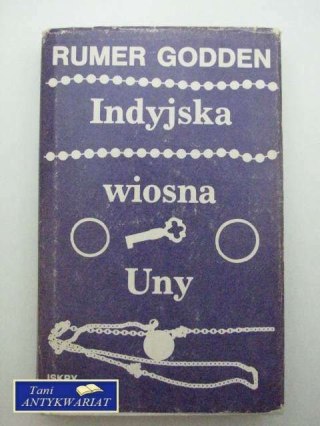 RUMER GODDEN
Indyjska
wiosna
Uny
ISKRY
Tani
ANTYKWARIAT